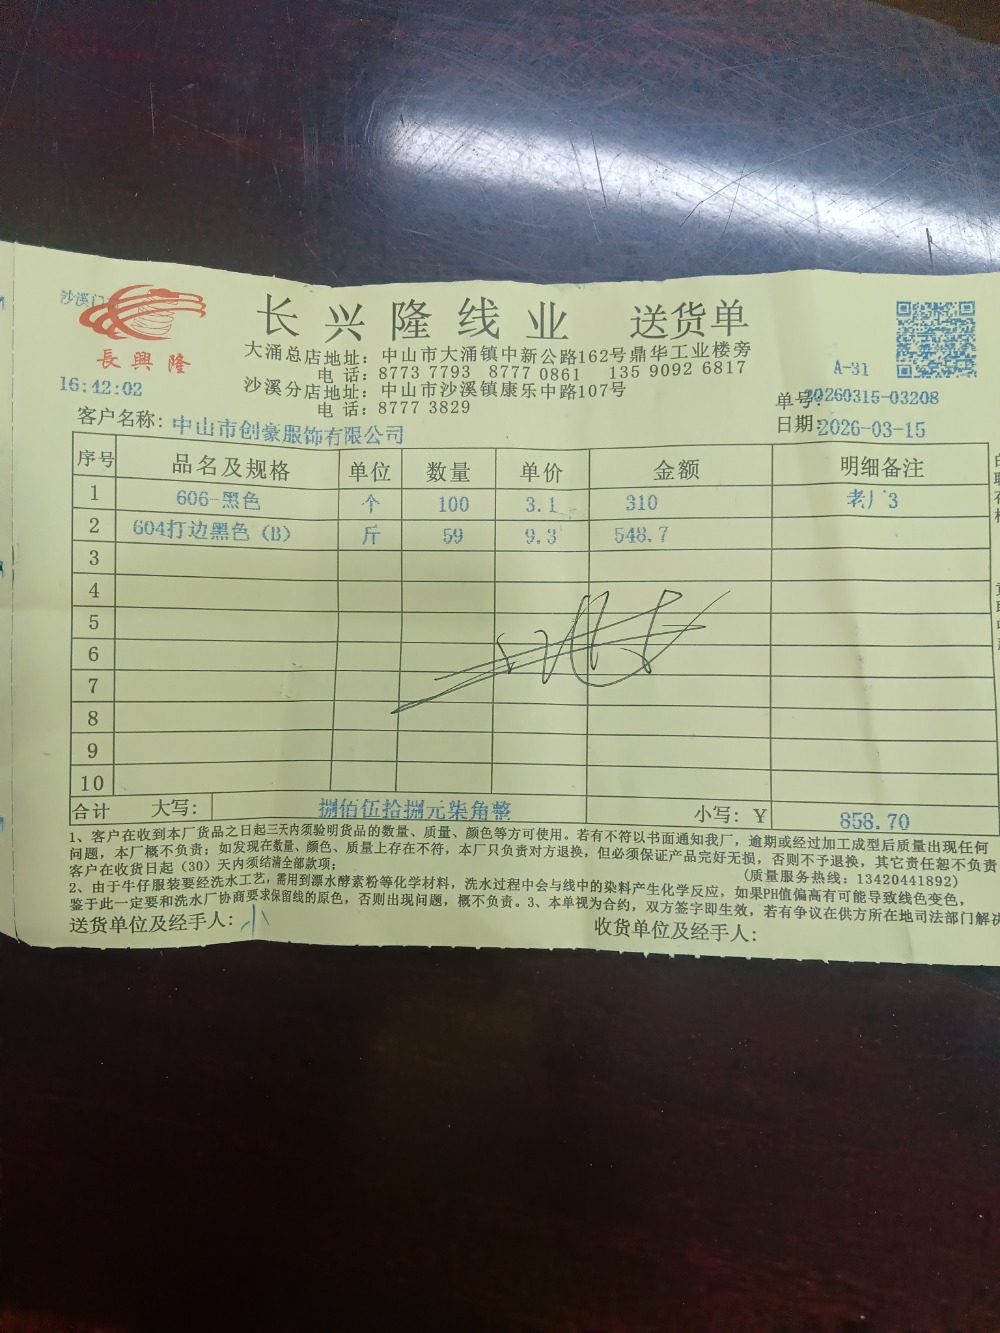 沙溪门
长兴隆线业 送货单
長興隆
大涌总店地址：中山市大涌镇中新公路162号鼎华工业楼旁
电 话：8773 7793 8777 0861 135 9092 6817
沙溪分店地址：中山市沙溪镇康乐中路107号
电 话：8777 3829
A-31
16:42:02
单号：20260315-03208
客户名称：中山市创豪服饰有限公司
日期：2026-03-15
序号 品名及规格 单位 数量 单价 金额 明细备注
1 606-黑色 个 100 3.1 310 老厂3
2 604打边黑色（B） 斤 59 9.3 548.7
3
4
5
6
7
8
9
10
合计 大写：捌佰伍拾捌元柒角整 小写：￥ 858.70
1、客户在收到本厂货品之日起三天内须验明货品的数量、质量、颜色等方可使用。若有不符以书面通知我厂，逾期或经过加工成型后质量出现任何
问题，本厂概不负责；如发现在数量、颜色、质量上存在不符，本厂只负责对方退换，但必须保证产品完好无损，否则不予退换，其它责任恕不负责
客户在收货日起（30）天内须结清全部款项； (质量服务热线：13420441892)
2、由于牛仔服装要经洗水工艺，需用到漂水酵素粉等化学材料，洗水过程中会与线中的染料产生化学反应，如果PH值偏高有可能导致线色变色，
鉴于此一定要和洗水厂协商要求保留线的原色，否则出现问题，概不负责。3、本单视为合约，双方签字即生效，若有争议在供方所在地司法部门解决
送货单位及经手人：小
收货单位及经手人：